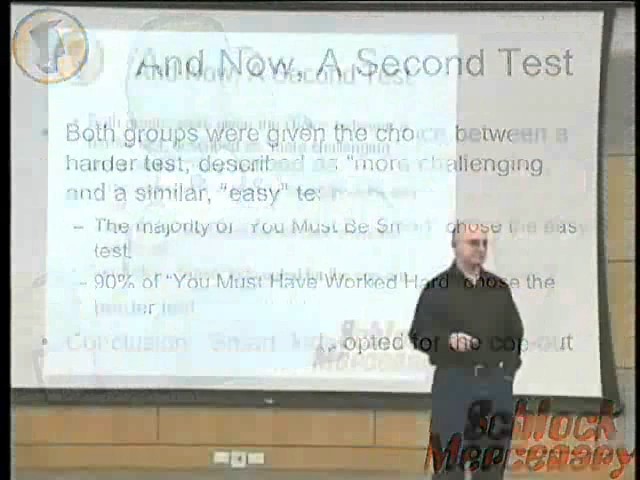 And Now, A Second Test
Both groups were given the choice between a
harder test, described as "more challenging
and a similar, "easy" test
– The majority of "You Must Be Smart" chose the easy
test.
– 90% of "You Must Have Worked Hard" chose the
harder test
• Conclusion: "Smart" kids opted for the cop-out
Schlock
Mercenary